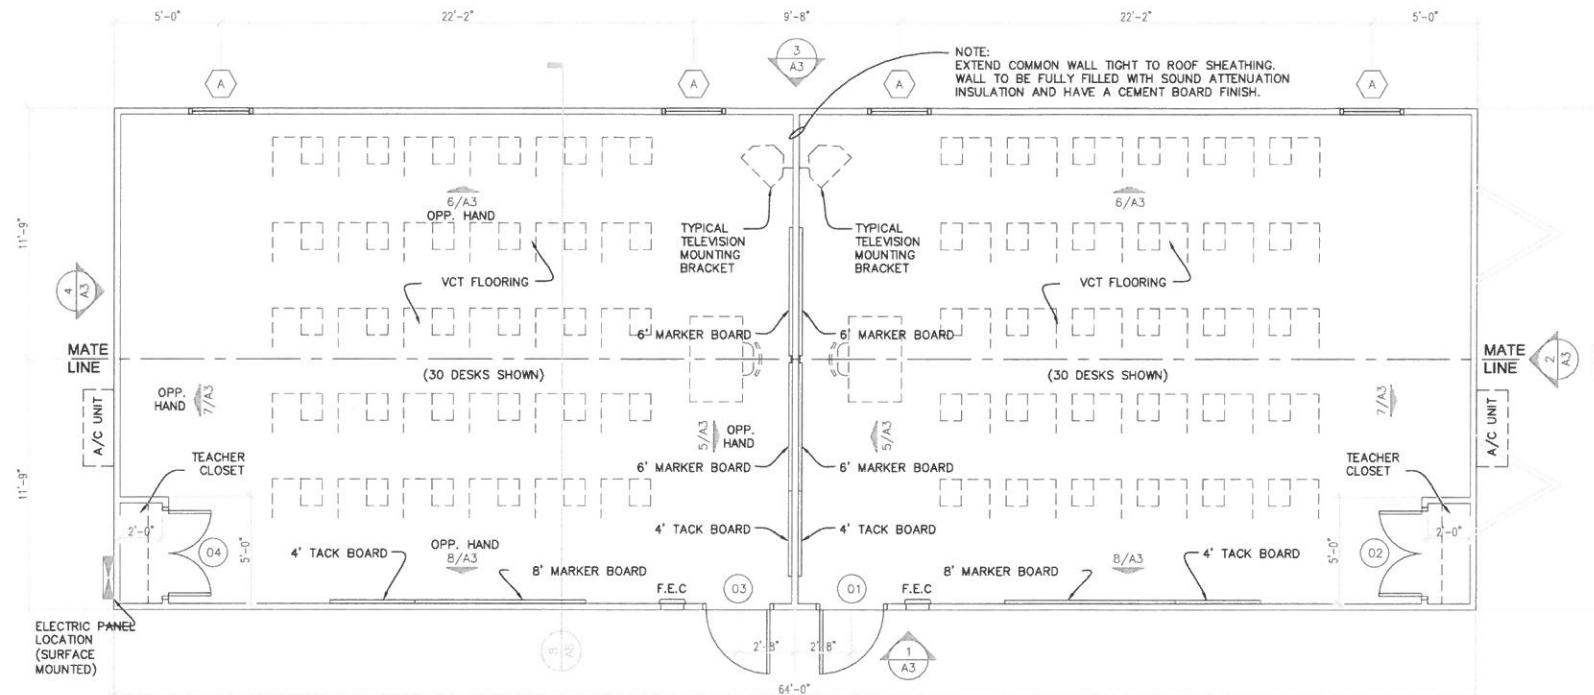 5'-0"
22'-2"
9'-8"
22'-2"
5'-0"
3
A3
NOTE:
EXTEND COMMON WALL TIGHT TO ROOF SHEATHING.
WALL TO BE FULLY FILLED WITH SOUND ATTENUATION
INSULATION AND HAVE A CEMENT BOARD FINISH.
A
A
A
A
6/A3
OPP. HAND
6/A3
11'-9"
TYPICAL
TELEVISION
MOUNTING
BRACKET
TYPICAL
TELEVISION
MOUNTING
BRACKET
4
A3
VCT FLOORING
VCT FLOORING
6' MARKER BOARD
6' MARKER BOARD
MATE
LINE
MATE
LINE
2
A3
(30 DESKS SHOWN)
(30 DESKS SHOWN)
OPP.
HAND
7/A3
7/A3
A/C UNIT
A/C UNIT
5/A3
OPP.
HAND
5/A3
TEACHER
CLOSET
TEACHER
CLOSET
6' MARKER BOARD
6' MARKER BOARD
11'-9"
2'-0"
04
5'-0"
4' TACK BOARD
4' TACK BOARD
2'-0"
02
5'-0"
4' TACK BOARD
OPP. HAND
8/A3
8' MARKER BOARD
8/A3
4' TACK BOARD
8' MARKER BOARD
F.E.C
03
01
F.E.C
ELECTRIC PANEL
LOCATION
(SURFACE
MOUNTED)
2'-8"
2'-8"
1
A3
64'-0"